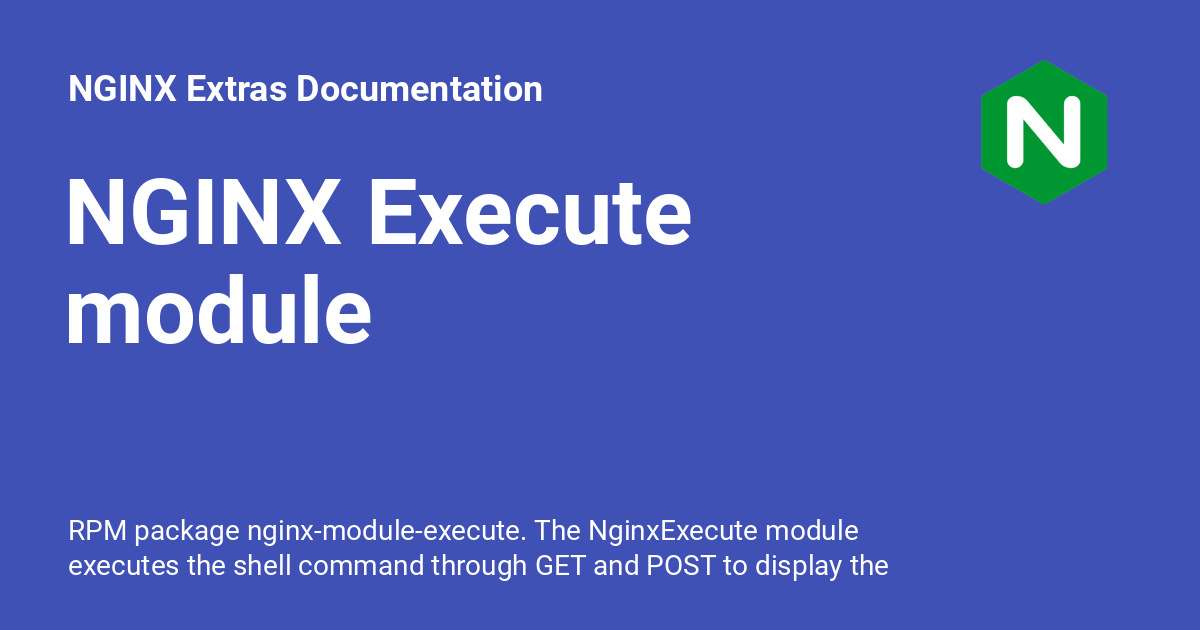 NGINX Extras Documentation
N
NGINX Execute
module
RPM package nginx-module-execute. The NginxExecute module
executes the shell command through GET and POST to display the